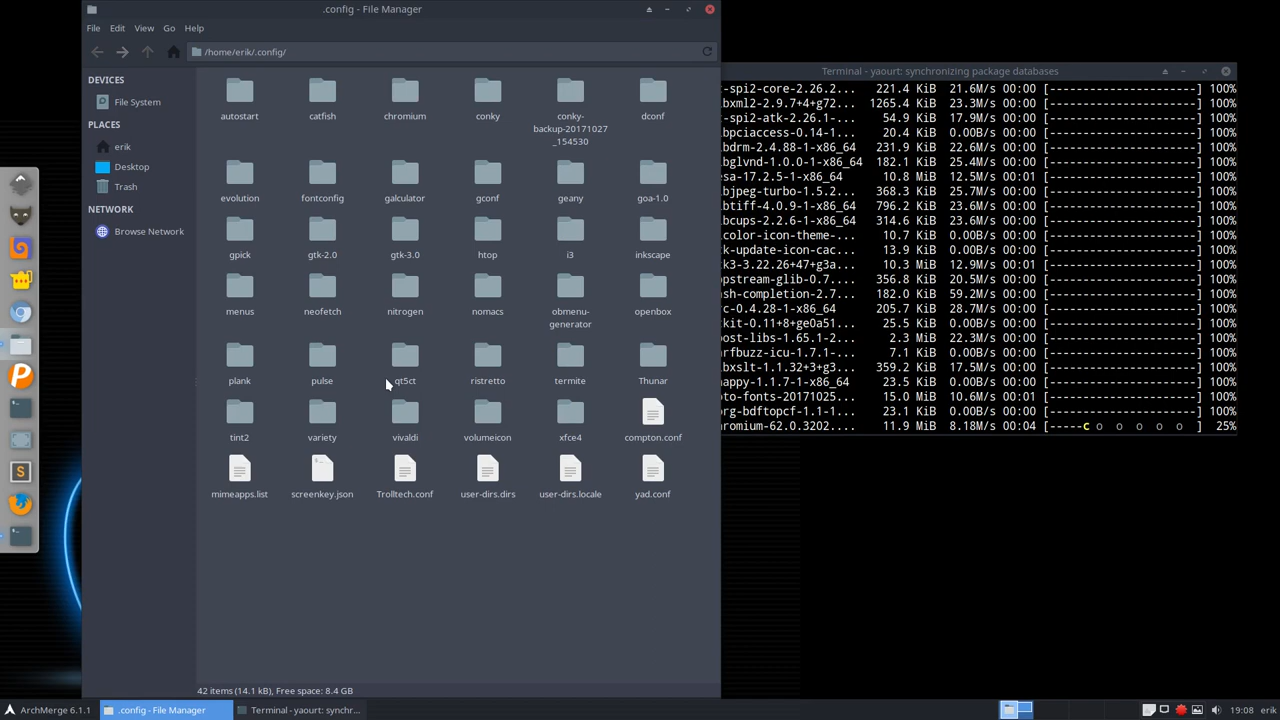 .config - File Manager
File Edit View Go Help
/home/erik/.config/
DEVICES
File System
PLACES
erik
Desktop
Trash
NETWORK
Browse Network
autostart catfish chromium conky conky-backup-20171027_154530 dconf
evolution fontconfig galculator gconf geany goa-1.0
gpick gtk-2.0 gtk-3.0 htop i3 inkscape
menus neofetch nitrogen nomacs obmenu-generator openbox
plank pulse qt5ct ristretto termite Thunar
tint2 variety vivaldi volumeicon xfce4 compton.conf
mimeapps.list screenkey.json Trolltech.conf user-dirs.dirs user-dirs.locale yad.conf
42 items (14.1 kB), Free space: 8.4 GB
Terminal - yaourt: synchronizing package databases
t-spi2-core-2.26.2... 221.4 KiB 21.6M/s 00:00 [----------------------] 100%
bxml2-2.9.7+4+g72... 1265.4 KiB 23.3M/s 00:00 [----------------------] 100%
t-spi2-atk-2.26.1-... 54.9 KiB 17.9M/s 00:00 [----------------------] 100%
bpciaccess-0.14-1... 20.4 KiB 0.00B/s 00:00 [----------------------] 100%
bdrm-2.4.88-1-x86_64 231.9 KiB 22.6M/s 00:00 [----------------------] 100%
bglvnd-1.0.0-1-x86_64 182.1 KiB 25.4M/s 00:00 [----------------------] 100%
esa-17.2.5-1-x86_64 10.8 MiB 12.5M/s 00:01 [----------------------] 100%
bjpeg-turbo-1.5.2... 368.3 KiB 25.7M/s 00:00 [----------------------] 100%
btiff-4.0.9-1-x86_64 796.2 KiB 23.6M/s 00:00 [----------------------] 100%
bcups-2.2.6-1-x86_64 314.6 KiB 23.6M/s 00:00 [----------------------] 100%
color-icon-theme-... 10.7 KiB 0.00B/s 00:00 [----------------------] 100%
k-update-icon-cac... 13.9 KiB 0.00B/s 00:00 [----------------------] 100%
k3-3.22.26+47+g3a... 10.3 MiB 12.9M/s 00:01 [----------------------] 100%
pstream-glib-0.7.... 356.8 KiB 20.5M/s 00:00 [----------------------] 100%
sh-completion-2.7... 182.0 KiB 59.2M/s 00:00 [----------------------] 100%
rc-0.4.28-1-x86_64 205.7 KiB 28.7M/s 00:00 [----------------------] 100%
kit-0.11+8+ge0a51... 25.5 KiB 0.00B/s 00:00 [----------------------] 100%
ost-libs-1.65.1-2... 2.3 MiB 22.3M/s 00:00 [----------------------] 100%
arfbuzz-icu-1.7.1-... 7.1 KiB 0.00B/s 00:00 [----------------------] 100%
bxslt-1.1.32+3+g3... 359.2 KiB 17.5M/s 00:00 [----------------------] 100%
appy-1.1.7-1-x86_64 23.5 KiB 0.00B/s 00:00 [----------------------] 100%
oto-fonts-20171025... 15.0 MiB 10.6M/s 00:01 [----------------------] 100%
rg-bdftopcf-1.1-1... 23.1 KiB 0.00B/s 00:00 [----------------------] 100%
romium-62.0.3202.... 11.9 MiB 8.18M/s 00:04 [-----c o o o o o ] 25%
ArchMerge 6.1.1 .config - File Manager Terminal - yaourt: synchr... 19:08 erik